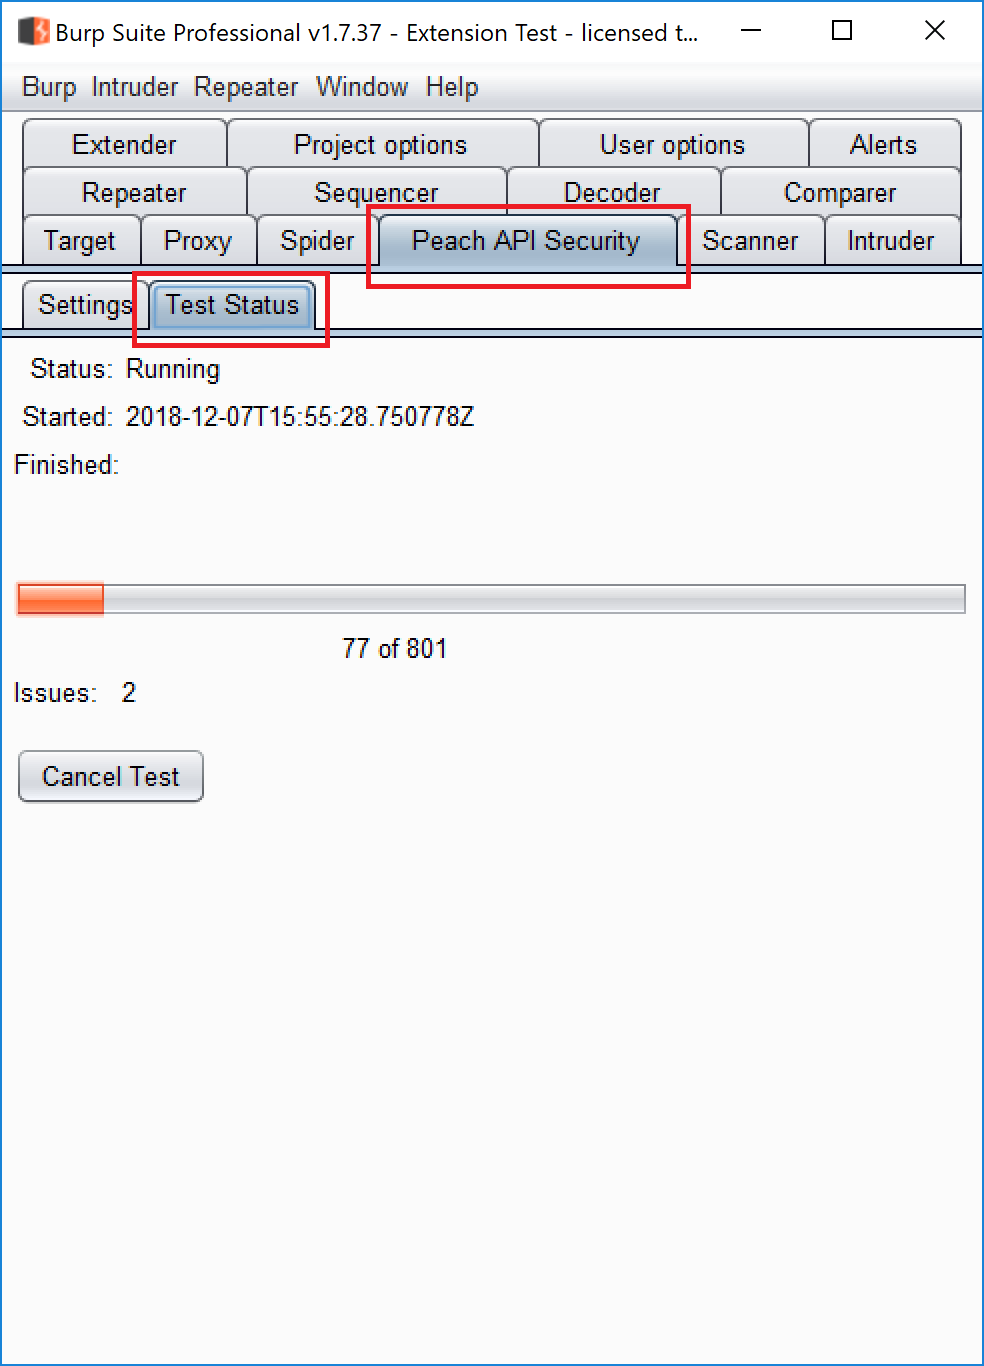 Burp Suite Professional v1.7.37 - Extension Test - licensed t...
Burp Intruder Repeater Window Help
Extender Project options User options Alerts
Repeater Sequencer Decoder Comparer
Target Proxy Spider Peach API Security Scanner Intruder
Settings Test Status
Status: Running
Started: 2018-12-07T15:55:28.750778Z
Finished:
77 of 801
Issues: 2
Cancel Test